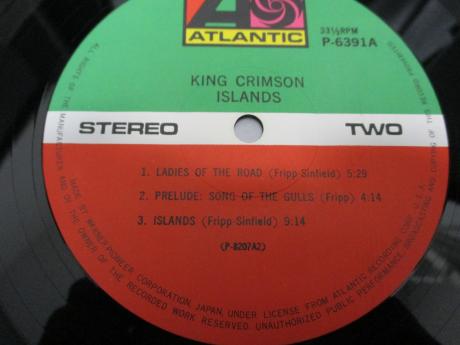 ATLANTIC
33⅓RPM
P-6391A
KING CRIMSON
ISLANDS
STEREO
TWO
1. LADIES OF THE ROAD (Fripp-Sinfield) 5:29
2. PRELUDE: SONG OF THE GULLS (Fripp) 4:14
3. ISLANDS (Fripp-Sinfield) 9:14
(P-8207A2)
ALL RIGHTS OF THE MANUFACTURER AND OF THE OWNER OF THE RECORDED WORK RESERVED. UNAUTHORIZED PUBLIC PERFORMANCE, BROADCASTING AND COPYING OF THIS RECORD PROHIBITED
MADE BY WARNER-PIONEER CORPORATION, JAPAN, UNDER LICENSE FROM ATLANTIC RECORDING CORP., U.S.A.